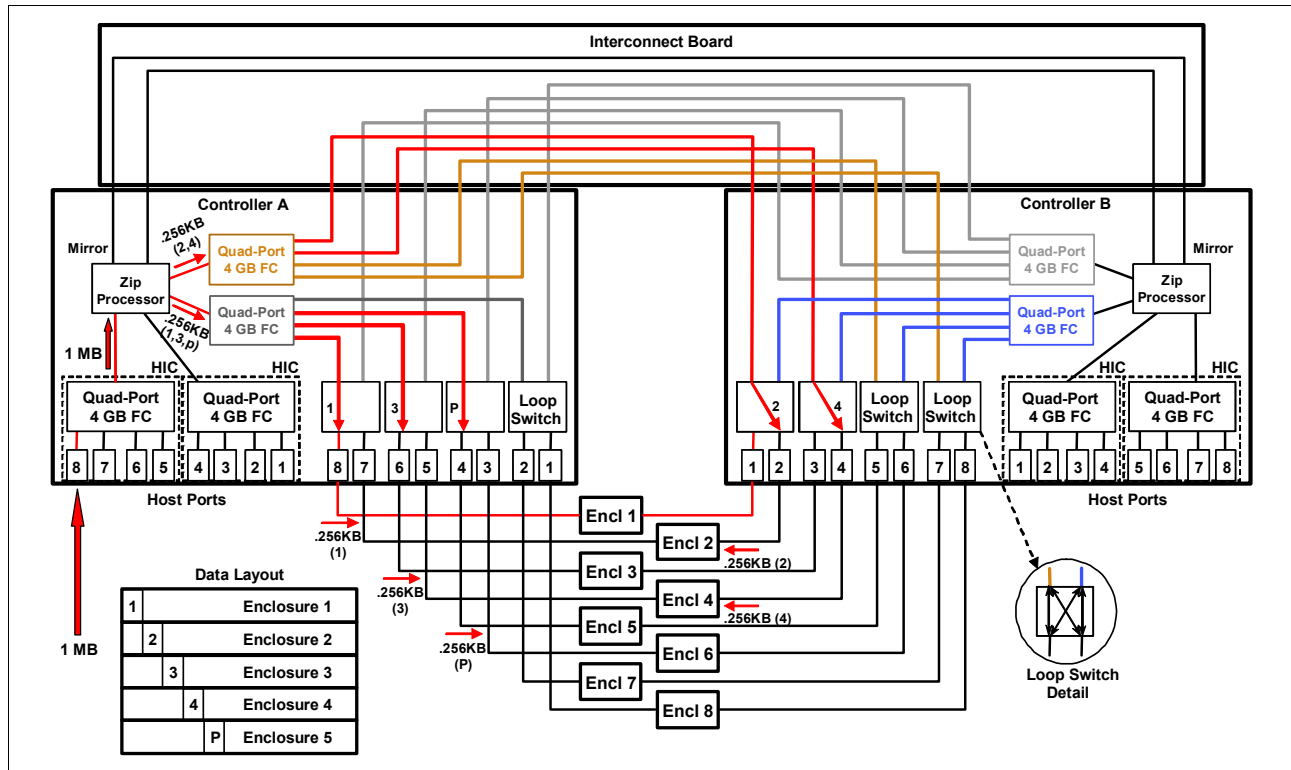 Interconnect Board
Controller A
Mirror
.256KB
(2,4)
Quad-Port
4 GB FC
Zip
Processor
.256KB
(1,3,p)
Quad-Port
4 GB FC
1 MB
HIC
HIC
Quad-Port
4 GB FC
Quad-Port
4 GB FC
1
3
P
Loop
Switch
8 7 6 5 4 3 2 1
8 7 6 5 4 3 2 1
Host Ports
Controller B
Quad-Port
4 GB FC
Mirror
Zip
Processor
Quad-Port
4 GB FC
HIC
HIC
2
4
Loop
Switch
Loop
Switch
Quad-Port
4 GB FC
Quad-Port
4 GB FC
1 2 3 4 5 6 7 8
1 2 3 4 5 6 7 8
Host Ports
Encl 1
.256KB
(1)
Encl 2
.256KB (2)
Encl 3
.256KB
(3)
Encl 4
.256KB (4)
Encl 5
.256KB
(P)
Encl 6
Encl 7
Encl 8
Loop Switch
Detail
1 MB
Data Layout
1 Enclosure 1
2 Enclosure 2
3 Enclosure 3
4 Enclosure 4
P Enclosure 5